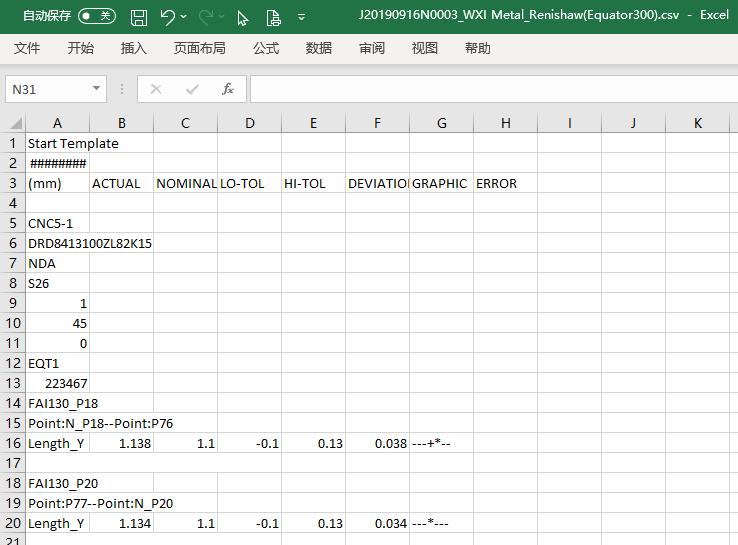 自动保存 关 J20190916N0003_WXI Metal_Renishaw(Equator300).csv - Excel
文件 开始 插入 页面布局 公式 数据 审阅 视图 帮助
N31 fx
A B C D E F G H I J K
1 Start Template
2 ########
3 (mm) ACTUAL NOMINAL LO-TOL HI-TOL DEVIATIO GRAPHIC ERROR
4
5 CNC5-1
6 DRD8413100ZL82K15
7 NDA
8 S26
9 1
10 45
11 0
12 EQT1
13 223467
14 FAI130_P18
15 Point:N_P18--Point:P76
16 Length_Y 1.138 1.1 -0.1 0.13 0.038 ---+*--
17
18 FAI130_P20
19 Point:P77--Point:N_P20
20 Length_Y 1.134 1.1 -0.1 0.13 0.034 ---*---
21